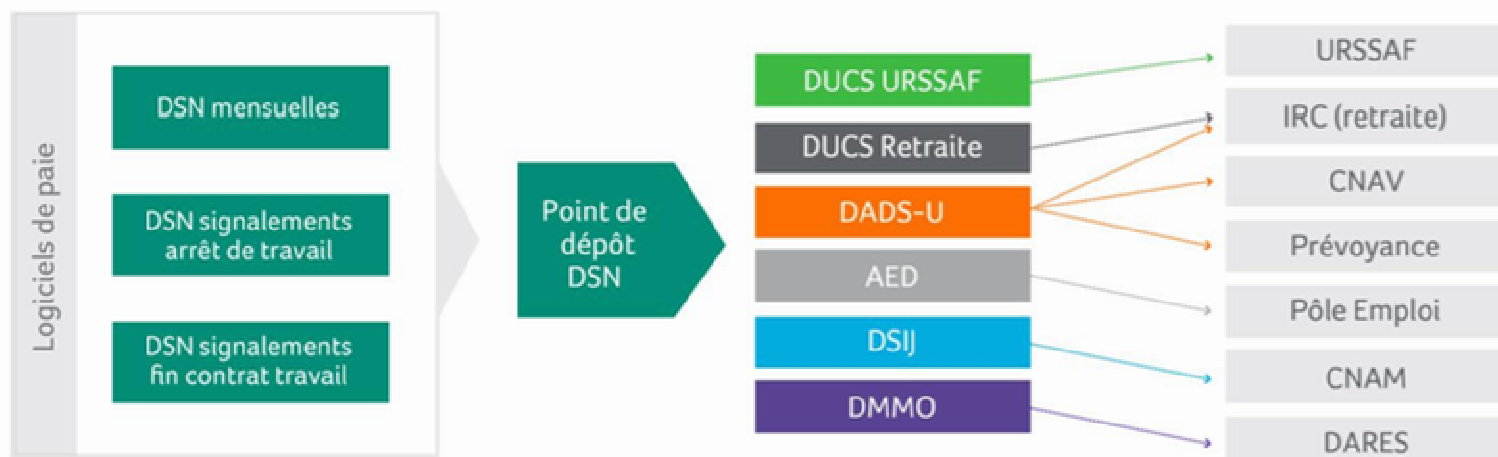 Logiciels de paie
DSN mensuelles
DSN signalements
arrêt de travail
DSN signalements
fin contrat travail
Point de
dépôt
DSN
DUCS URSSAF
DUCS Retraite
DADS-U
AED
DSIJ
DMMO
URSSAF
IRC (retraite)
CNAV
Prévoyance
Pôle Emploi
CNAM
DARES